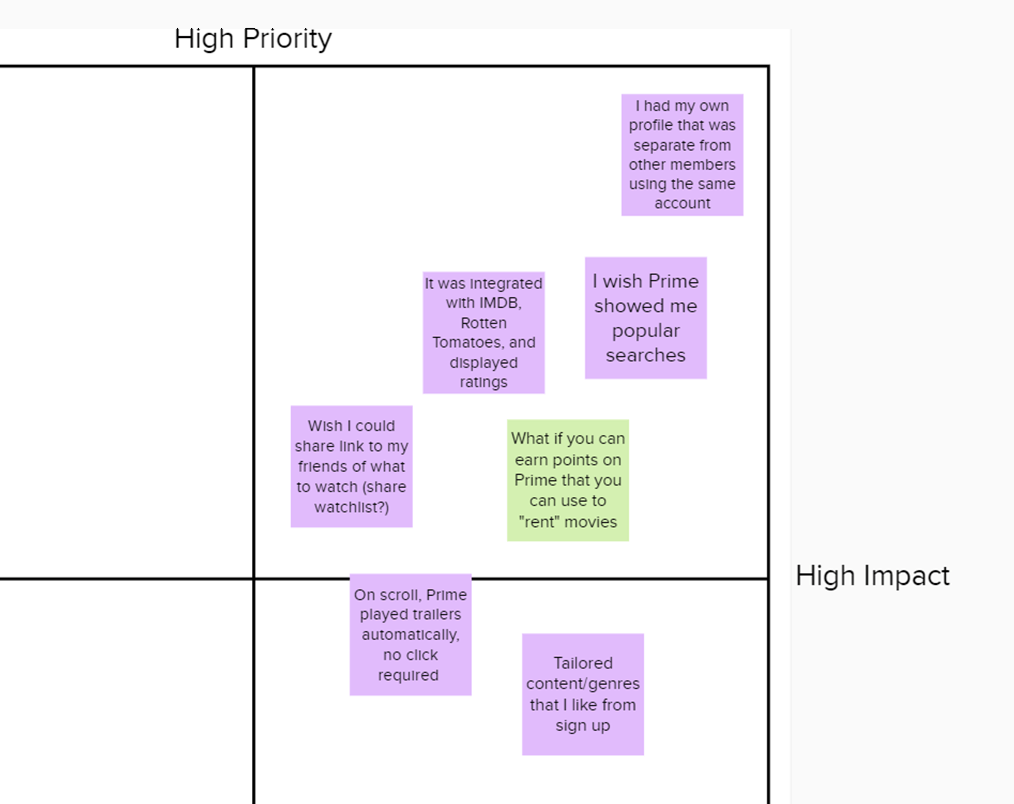 High Priority
I had my own
profile that was
separate from
other members
using the same
account
It was integrated
with IMDB,
Rotten
Tomatoes, and
displayed
ratings
I wish Prime
showed me
popular
searches
Wish I could
share link to my
friends of what
to watch (share
watchlist?)
What if you can
earn points on
Prime that you
can use to
"rent" movies
High Impact
On scroll, Prime
played trailers
automatically,
no click
required
Tailored
content/genres
that I like from
sign up